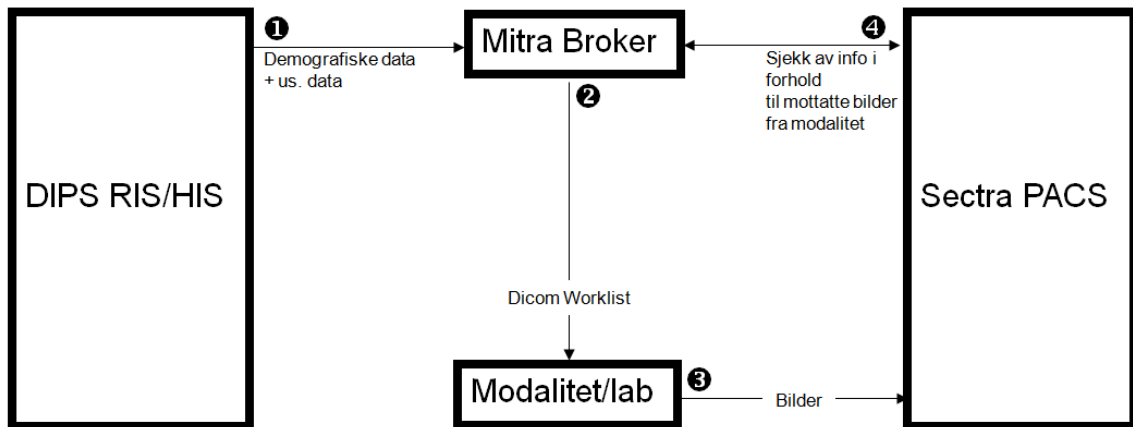 ❶
Demografiske data
+ us. data
Mitra Broker
❷
❹
Sjekk av info i
forhold
til mottatte bilder
fra modalitet
DIPS RIS/HIS
Sectra PACS
Dicom Worklist
Modalitet/lab
❸
Bilder